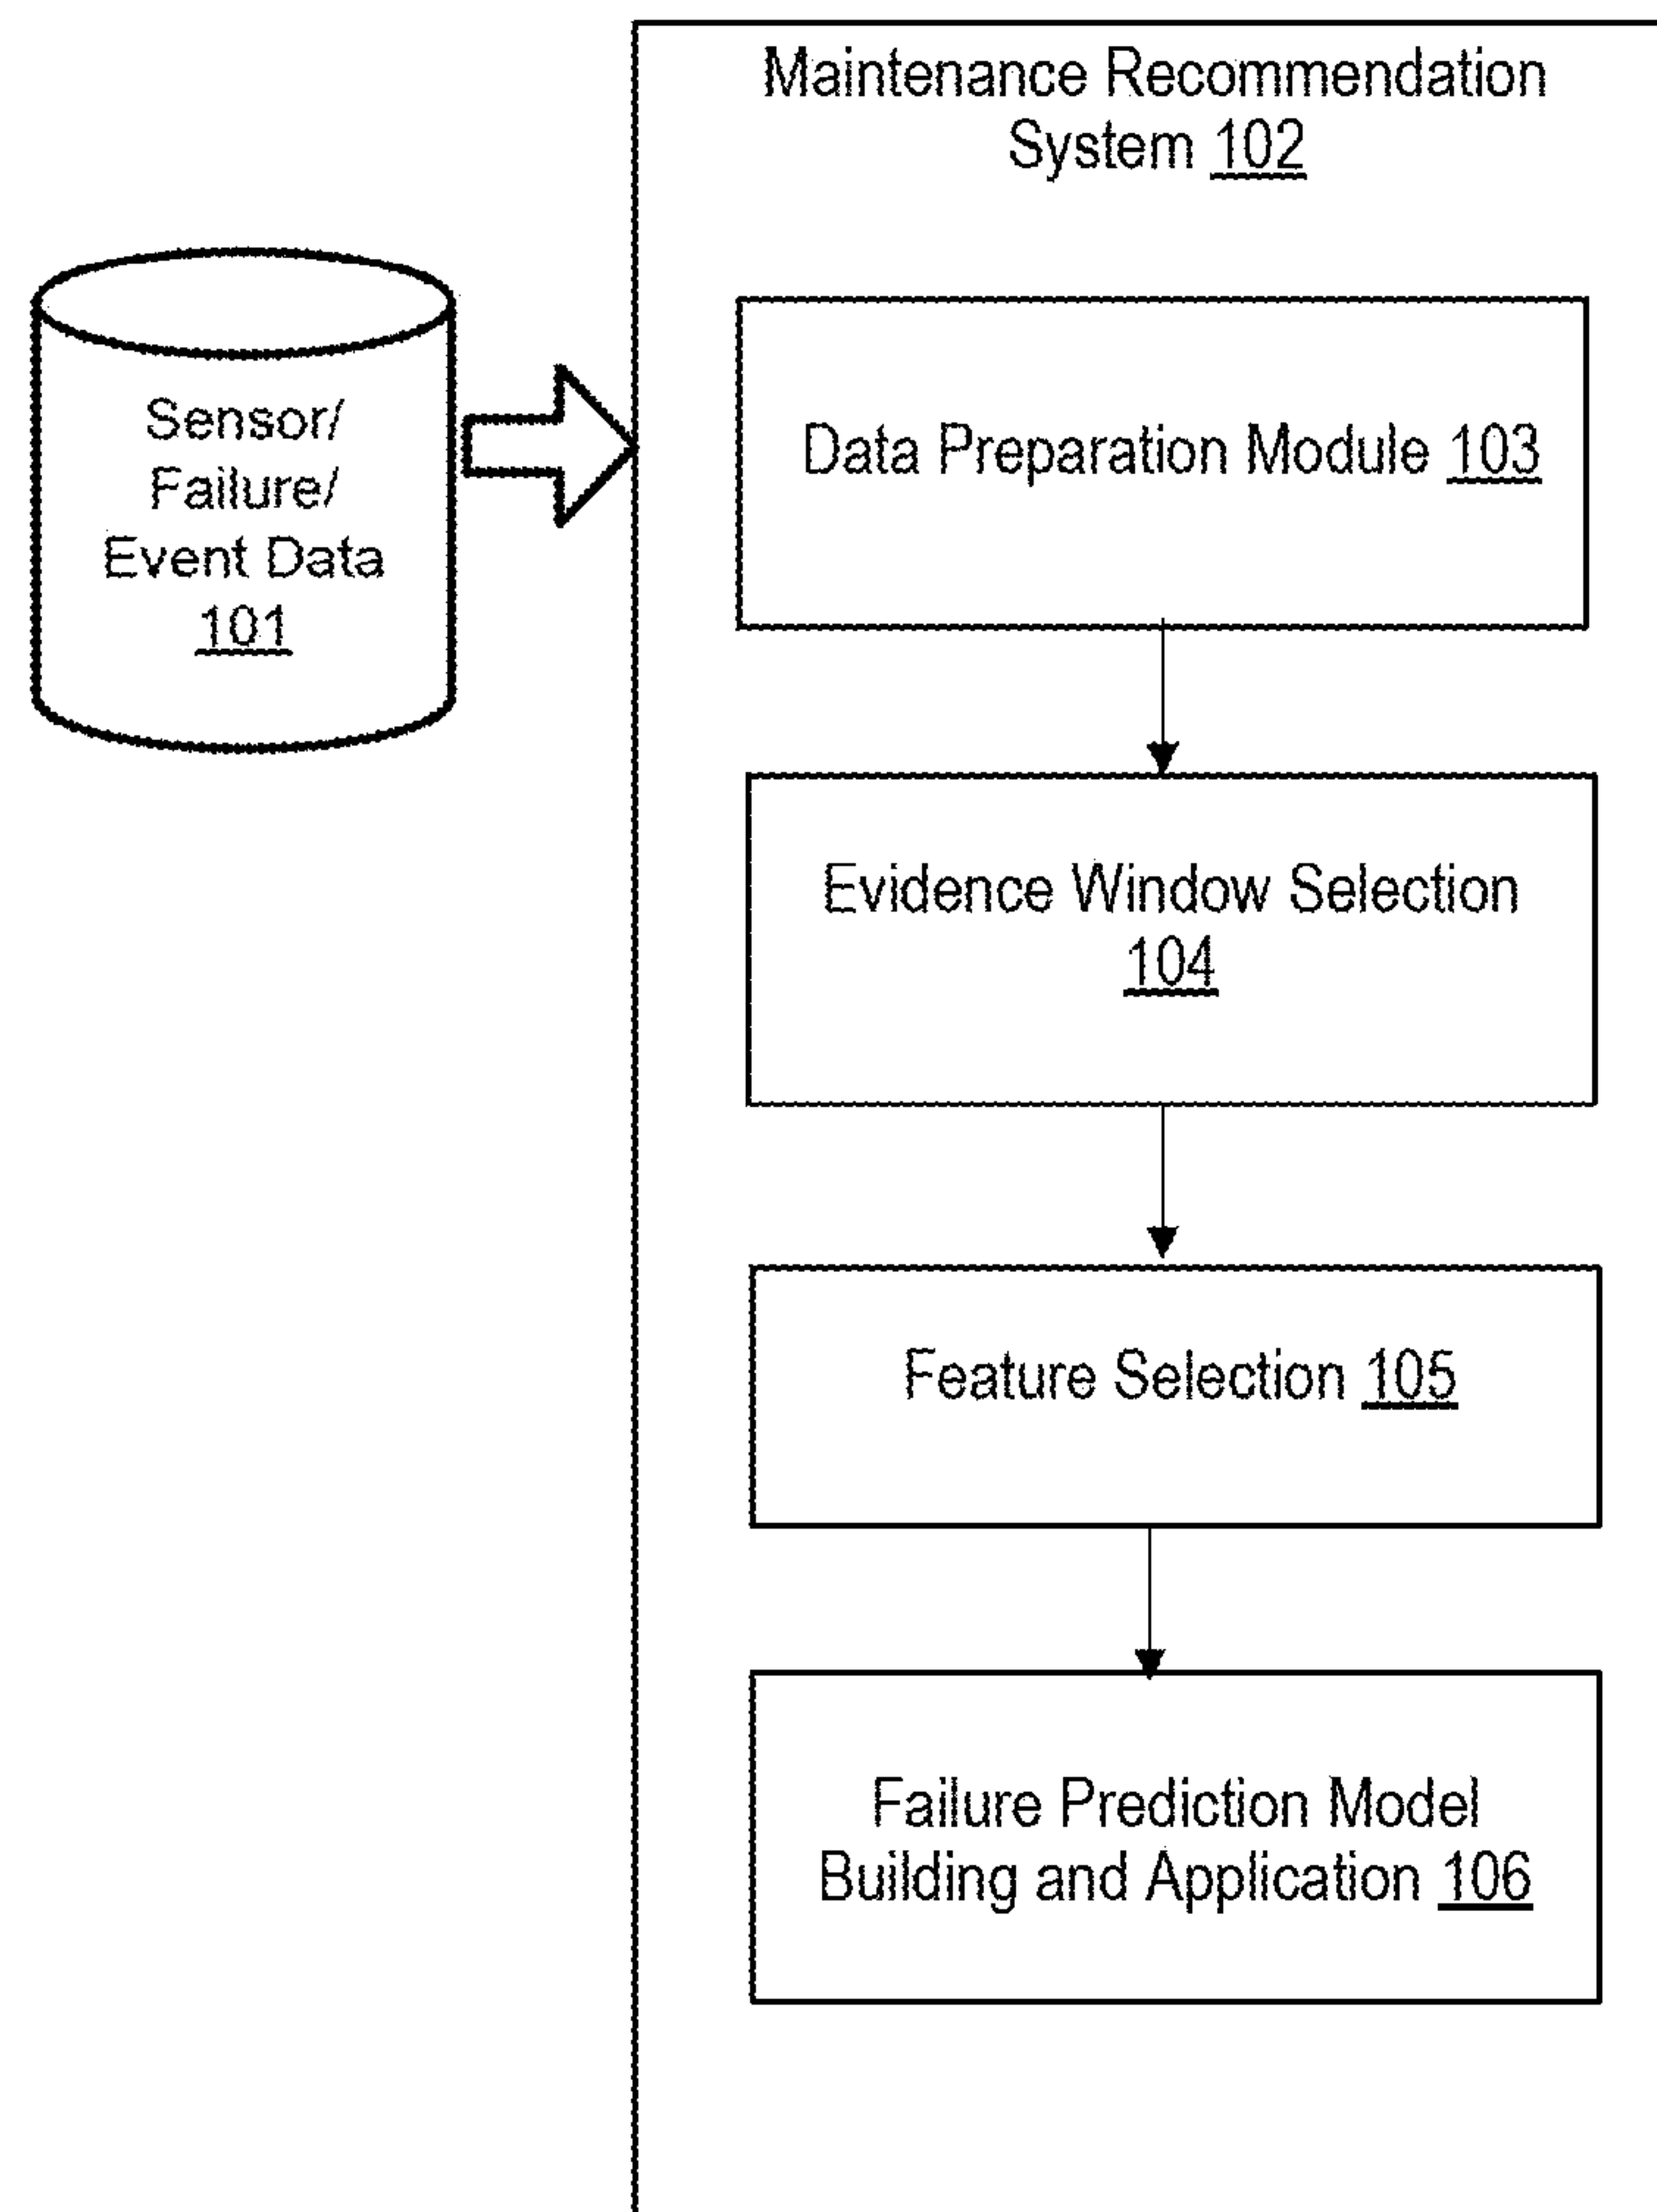 Maintenance Recommendation
System 102
Sensor/
Failure/
Event Data
101
Data Preparation Module 103
Evidence Window Selection
104
Feature Selection 105
Failure Prediction Model
Building and Application 106